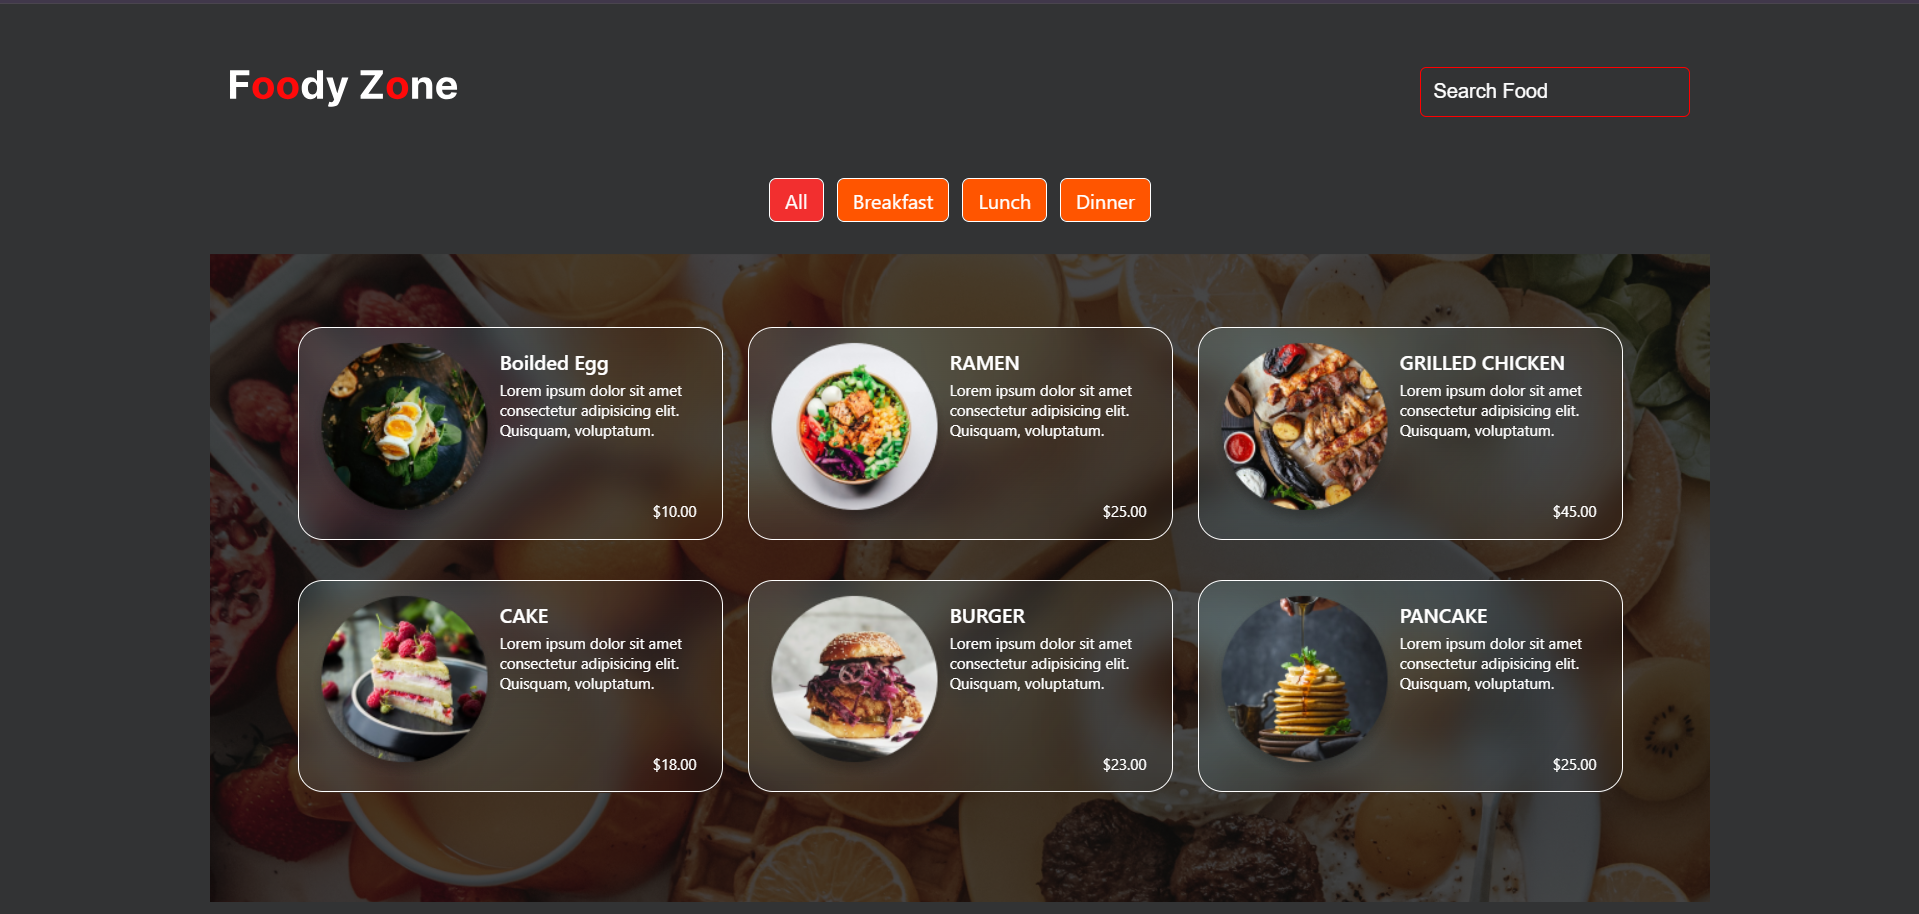 Foody Zone
Search Food
All
Breakfast
Lunch
Dinner
Boilded Egg
Lorem ipsum dolor sit amet
consectetur adipisicing elit.
Quisquam, voluptatum.
$10.00
RAMEN
Lorem ipsum dolor sit amet
consectetur adipisicing elit.
Quisquam, voluptatum.
$25.00
GRILLED CHICKEN
Lorem ipsum dolor sit amet
consectetur adipisicing elit.
Quisquam, voluptatum.
$45.00
CAKE
Lorem ipsum dolor sit amet
consectetur adipisicing elit.
Quisquam, voluptatum.
$18.00
BURGER
Lorem ipsum dolor sit amet
consectetur adipisicing elit.
Quisquam, voluptatum.
$23.00
PANCAKE
Lorem ipsum dolor sit amet
consectetur adipisicing elit.
Quisquam, voluptatum.
$25.00